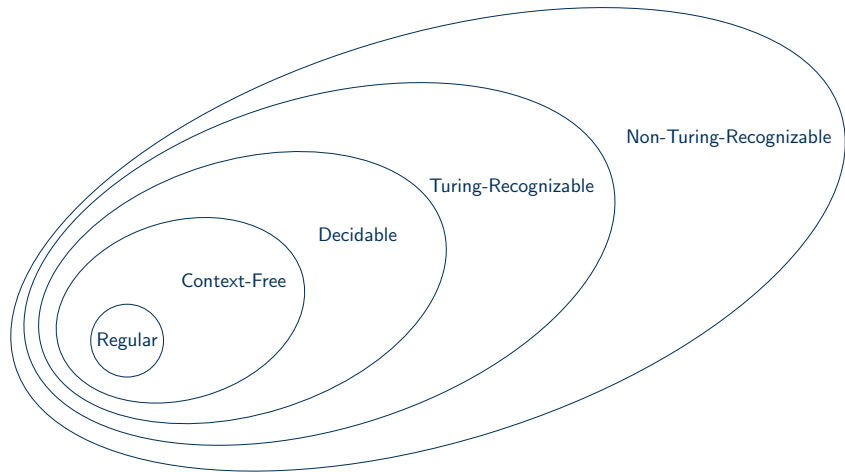 Non-Turing-Recognizable
Turing-Recognizable
Decidable
Context-Free
Regular